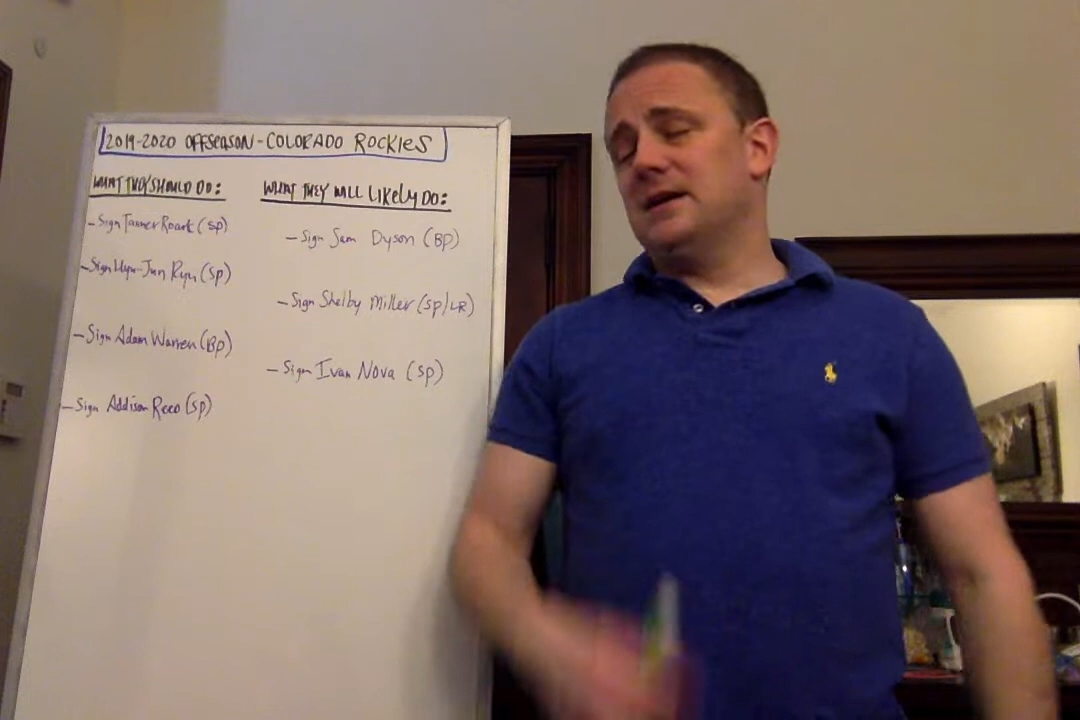 2019-2020 OFFSEASON-COLORADO ROCKIES
WHAT THEY SHOULD DO:
- Sign Tanner Roark (SP)
- Sign Hyun-Jun Ryu (SP)
- Sign Adam Warren (BP)
- Sign Addison Reed (SP)
WHAT THEY WILL LIKELY DO:
- Sign Sam Dyson (BP)
- Sign Shelby Miller (SP/LR)
- Sign Ivan Nova (SP)